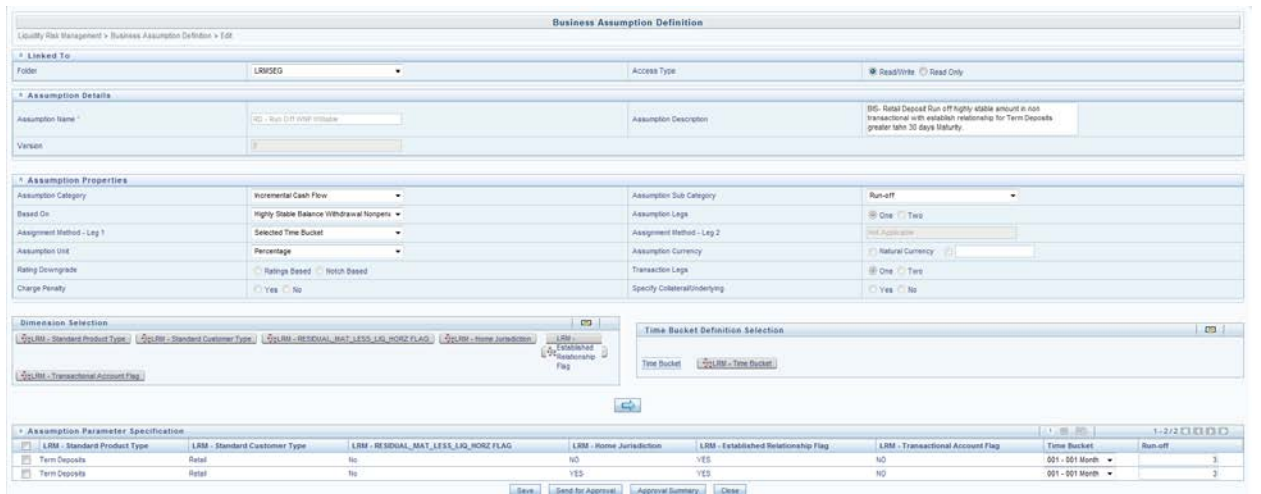 Business Assumption Definition
Liquidity Risk Management > Business Assumption Definition > Edit
Linked To
Folder LRMSEG Access Type Read/Write Read Only
Assumption Details
Assumption Name * RD - Run Off WNP HStable Assumption Description BIS- Retail Deposit Run off highly stable amount in non
transactional with establish relationship for Term Deposits
greater tahn 30 days Maturity.
Version
Assumption Properties
Assumption Category Incremental Cash Flow Assumption Sub Category Run-off
Based On Highly Stable Balance Withdrawal Nonpena Assumption Legs One Two
Assignment Method - Leg 1 Selected Time Bucket Assignment Method - Leg 2 Not Applicable
Assumption Unit Percentage Assumption Currency Natural Currency
Rating Downgrade Ratings Based Notch Based Transaction Legs One Two
Charge Penalty Yes No Specify Collateral/Underlying Yes No
Dimension Selection
LRM - Standard Product Type LRM - Standard Customer Type LRM - RESIDUAL_MAT_LESS_LIQ_HORZ FLAG LRM - Home Jurisdiction LRM -
Established
Relationship
Flag
LRM - Transactional Account Flag
Time Bucket Definition Selection
Time Bucket LRM - Time Bucket
Assumption Parameter Specification 1-2/2
LRM - Standard Product Type LRM - Standard Customer Type LRM - RESIDUAL_MAT_LESS_LIQ_HORZ FLAG LRM - Home Jurisdiction LRM - Established Relationship Flag LRM - Transactional Account Flag Time Bucket Run-off
Term Deposits Retail No NO YES NO 001 - 001 Month 3
Term Deposits Retail No YES YES NO 001 - 001 Month 3
Save Send for Approval Approval Summary Close